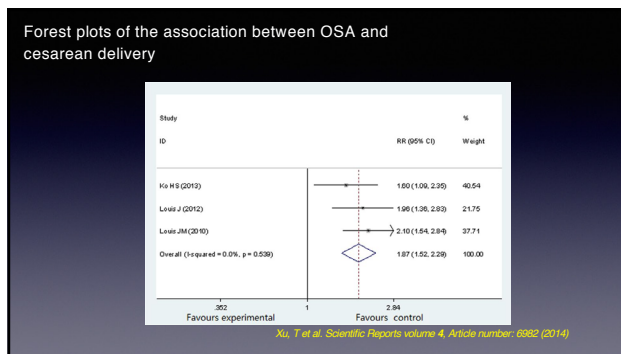 Forest plots of the association between OSA and
cesarean delivery
Study %
ID RR (95% CI) Weight
Ko HS (2013) 1.60 (1.09, 2.35) 40.54
Louis J (2012) 1.96 (1.36, 2.83) 21.75
Louis JM (2010) 2.10 (1.54, 2.84) 37.71
Overall (I-squared = 0.0%, p = 0.539) 1.87 (1.52, 2.29) 100.00
.352 1 2.84
Favours experimental Favours control
Xu, T et al. Scientific Reports volume 4, Article number: 6982 (2014)